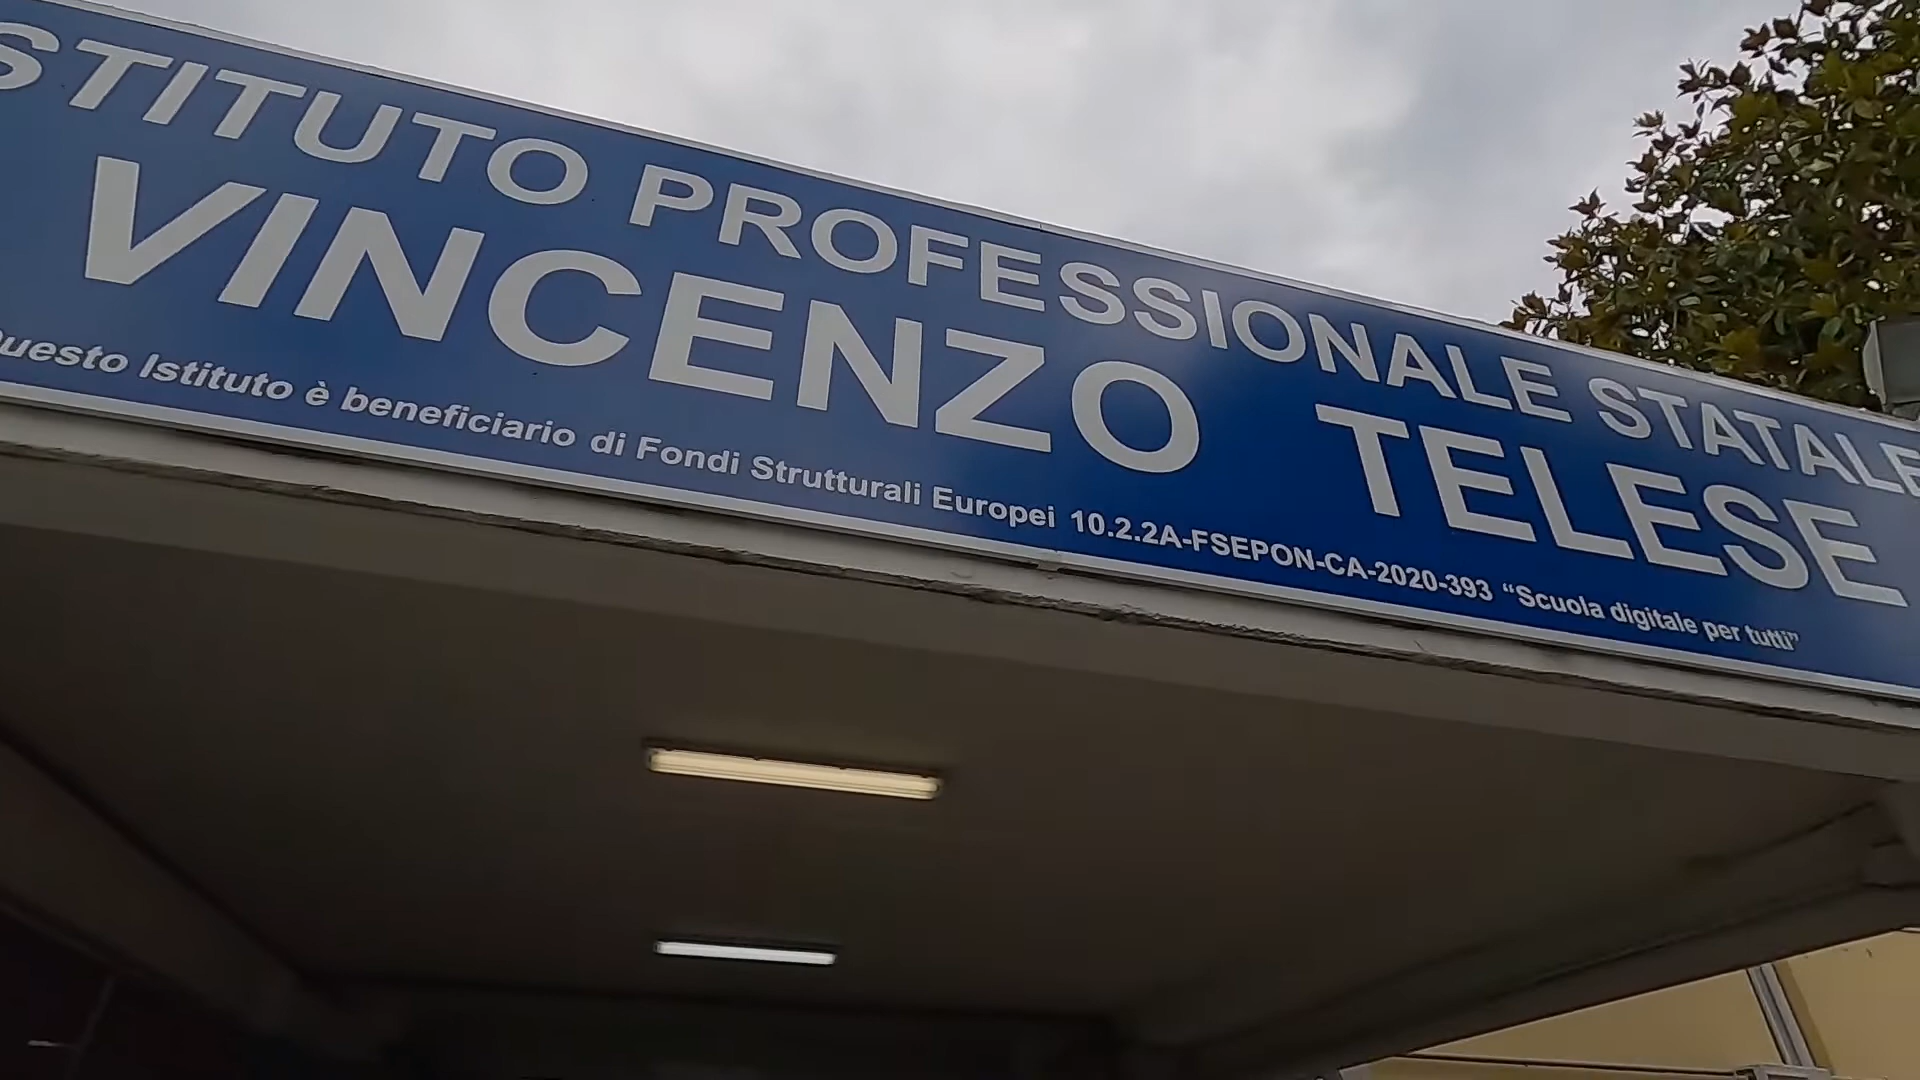 STITUTO PROFESSIONALE STATALE
VINCENZO TELESE
Questo Istituto è beneficiario di Fondi Strutturali Europei 10.2.2A-FSEPON-CA-2020-393 “Scuola digitale per tutti”